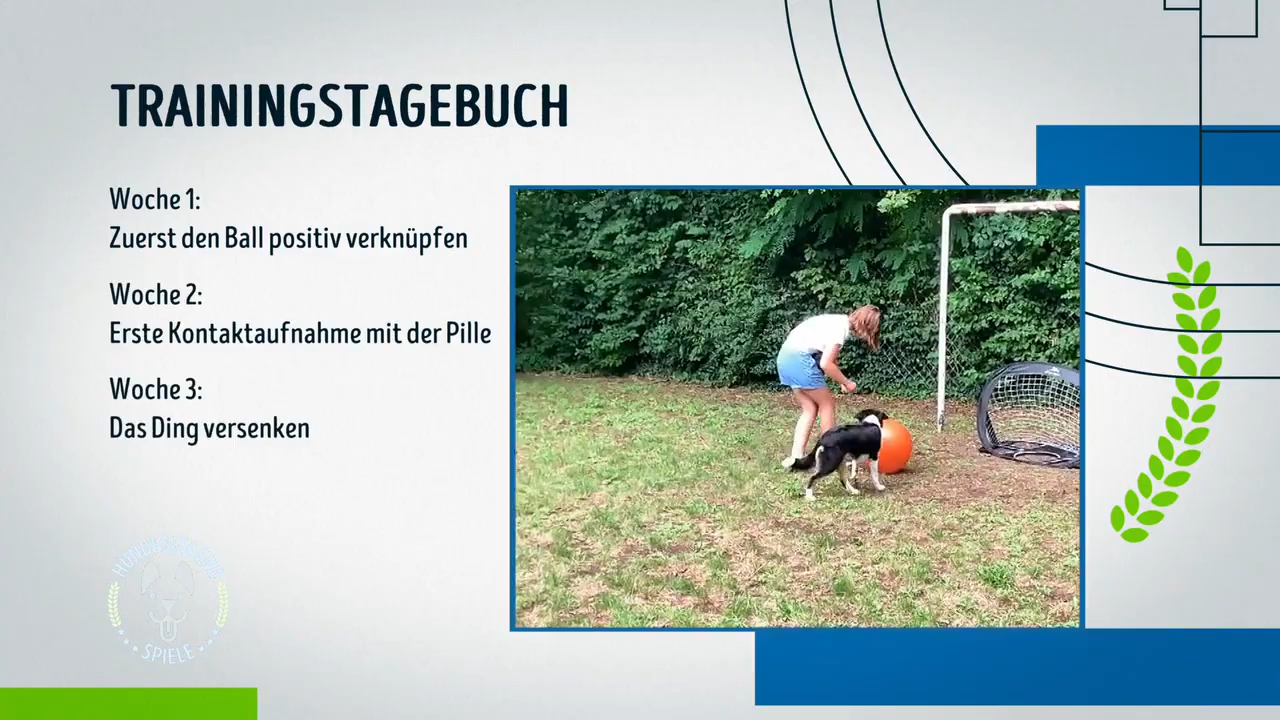 TRAININGSTAGEBUCH
Woche 1:
Zuerst den Ball positiv verknüpfen
Woche 2:
Erste Kontaktaufnahme mit der Pille
Woche 3:
Das Ding versenken
SPIELE